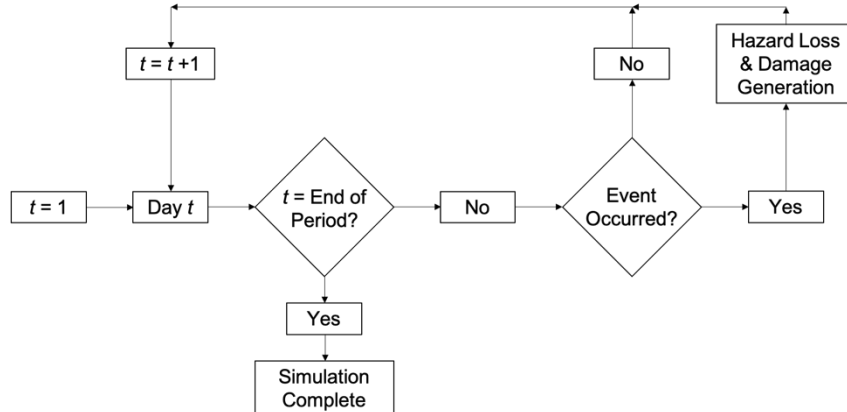 t = t +1
No
Hazard Loss
& Damage
Generation
t = 1
Day t
t = End of
Period?
No
Event
Occurred?
Yes
Yes
Simulation
Complete